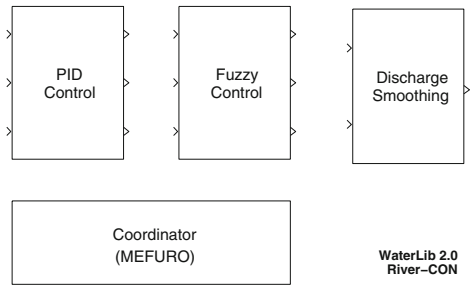 PID
Control
Fuzzy
Control
Discharge
Smoothing
Coordinator
(MEFURO)
WaterLib 2.0
River−CON